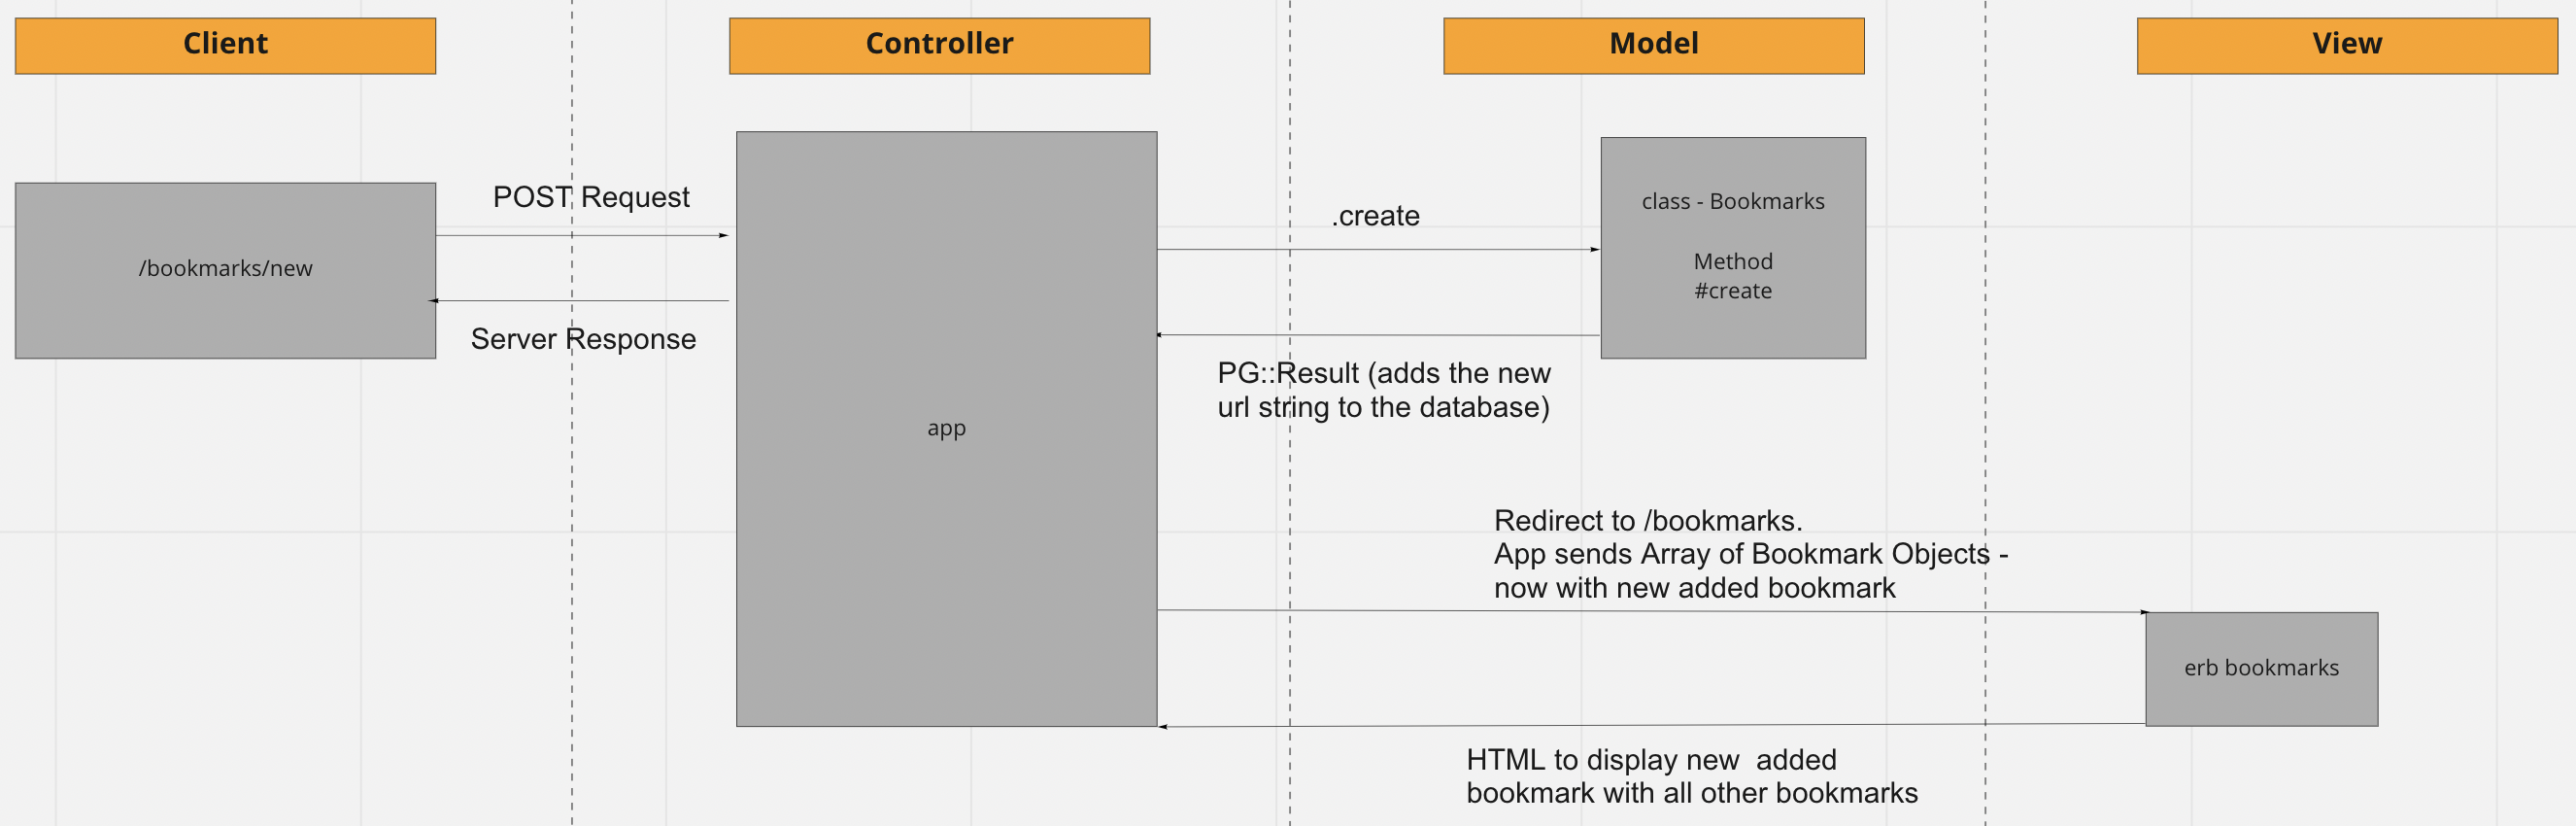 Client
Controller
Model
View
POST Request
/bookmarks/new
Server Response
app
.create
class - Bookmarks
Method
#create
PG::Result (adds the new
url string to the database)
Redirect to /bookmarks.
App sends Array of Bookmark Objects -
now with new added bookmark
erb bookmarks
HTML to display new  added
bookmark with all other bookmarks